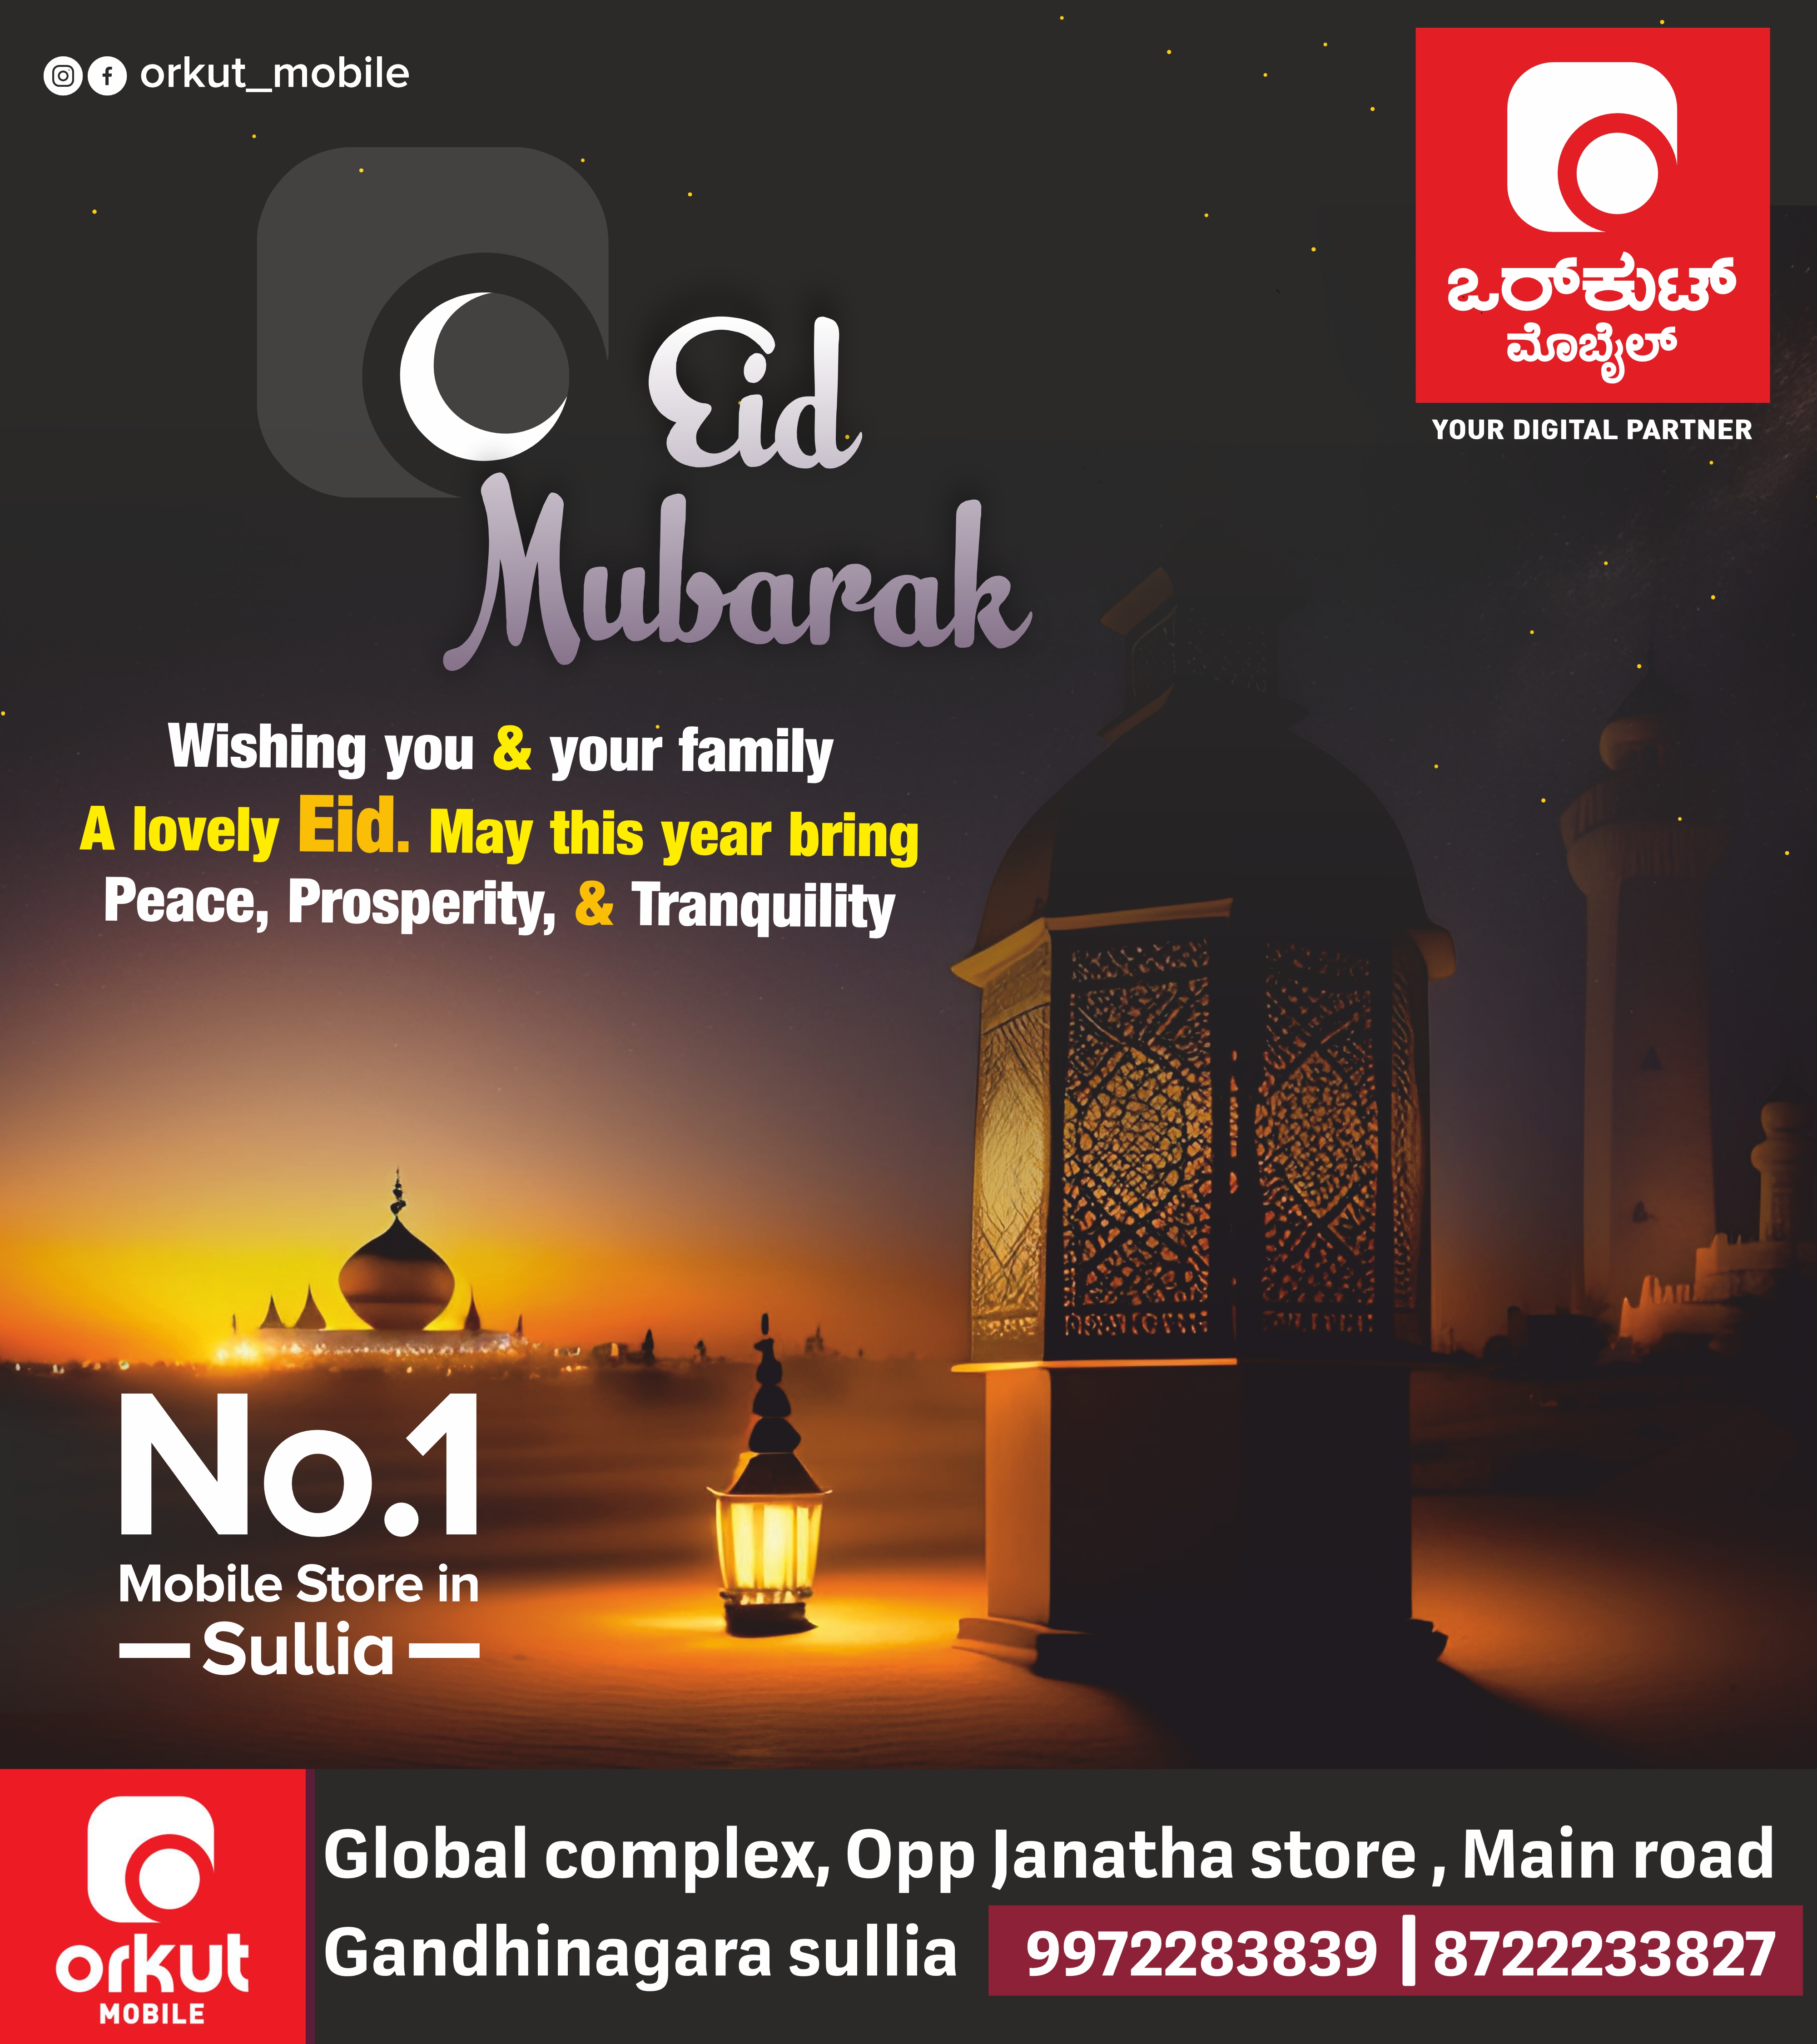 orkut_mobile
ಒರ್ಕುಟ್
ಮೊಬೈಲ್
YOUR DIGITAL PARTNER
Eid
Mubarak
Wishing you & your family
A lovely Eid. May this year bring
Peace, Prosperity, & Tranquility
No.1
Mobile Store in
Sullia
orkut
MOBILE
Global complex, Opp Janatha store , Main road
Gandhinagara sullia 9972283839 | 8722233827